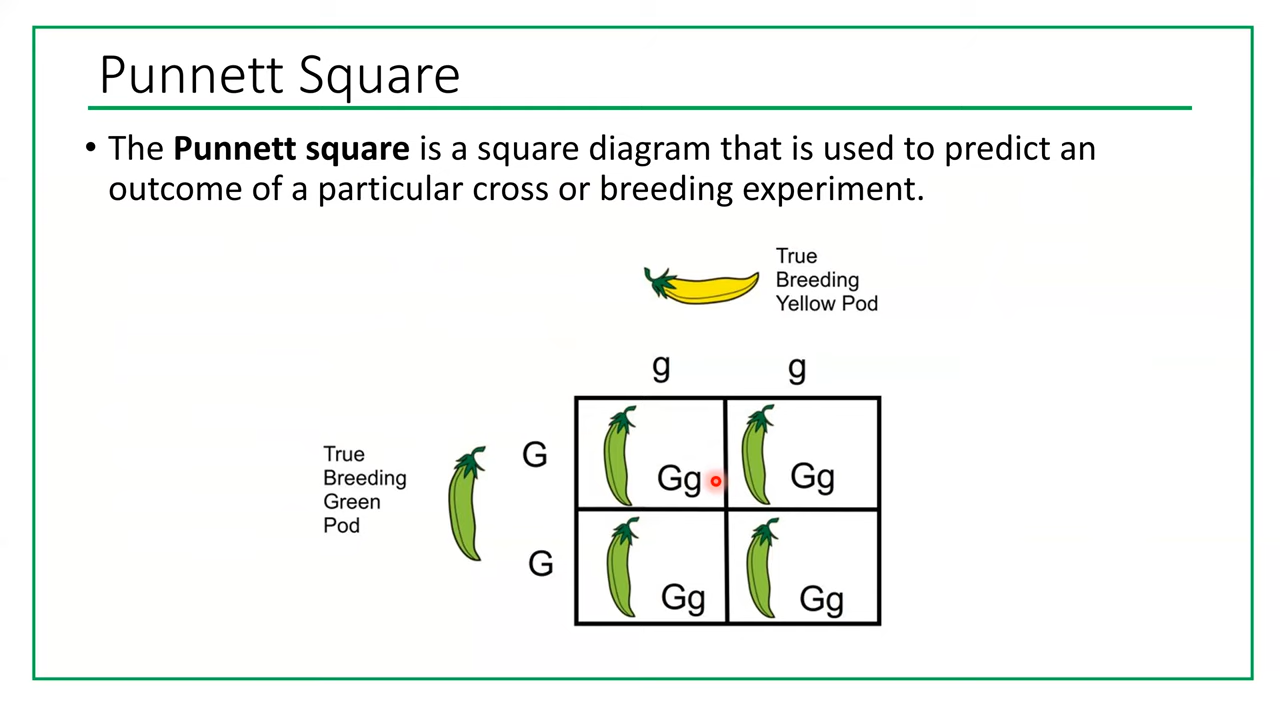 Punnett Square
• The Punnett square is a square diagram that is used to predict an
outcome of a particular cross or breeding experiment.
True
Breeding
Yellow Pod
g g
True
Breeding
Green
Pod
G
Gg Gg
G
Gg Gg